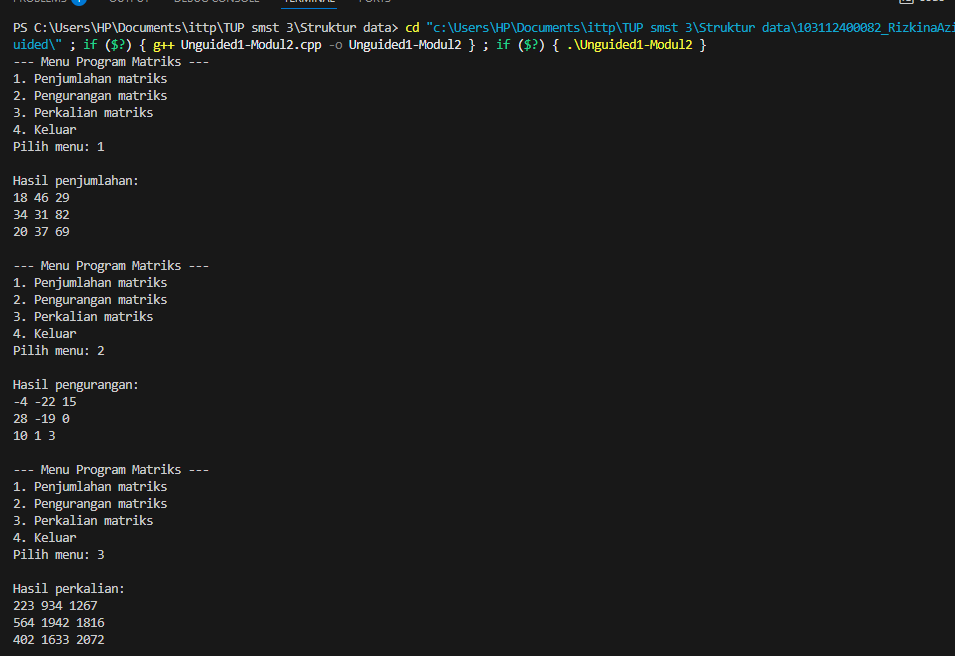 TERMINAL
PS C:\Users\HP\Documents\ittp\TUP smst 3\Struktur data> cd "c:\Users\HP\Documents\ittp\TUP smst 3\Struktur data\103112400082_RizkinaAzi
uided\" ; if ($?) { g++ Unguided1-Modul2.cpp -o Unguided1-Modul2 } ; if ($?) { .\Unguided1-Modul2 }
--- Menu Program Matriks ---
1. Penjumlahan matriks
2. Pengurangan matriks
3. Perkalian matriks
4. Keluar
Pilih menu: 1
Hasil penjumlahan:
18 46 29
34 31 82
20 37 69
--- Menu Program Matriks ---
1. Penjumlahan matriks
2. Pengurangan matriks
3. Perkalian matriks
4. Keluar
Pilih menu: 2
Hasil pengurangan:
-4 -22 15
28 -19 0
10 1 3
--- Menu Program Matriks ---
1. Penjumlahan matriks
2. Pengurangan matriks
3. Perkalian matriks
4. Keluar
Pilih menu: 3
Hasil perkalian:
223 934 1267
564 1942 1816
402 1633 2072